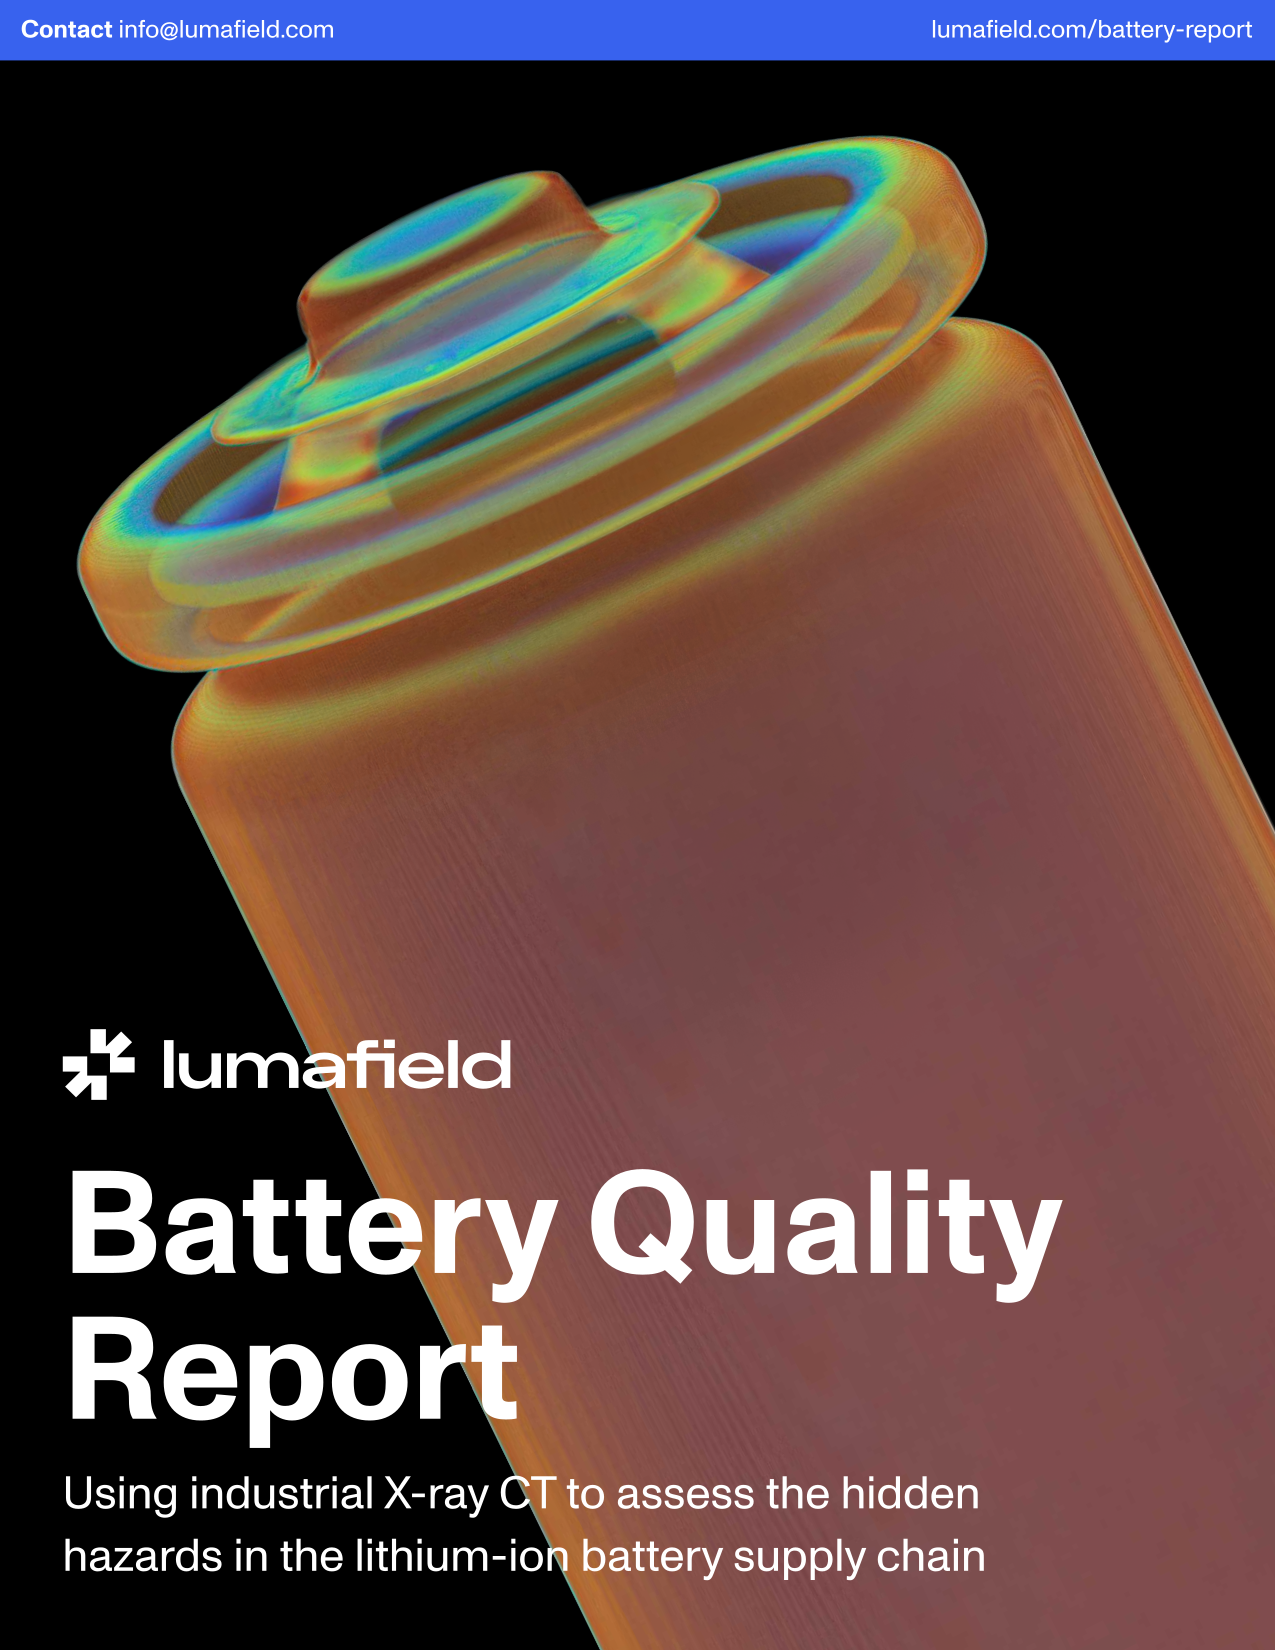 Contact info@lumafield.com
lumafield.com/battery-report
lumafield
Battery Quality
Report
Using industrial X-ray CT to assess the hidden
hazards in the lithium-ion battery supply chain